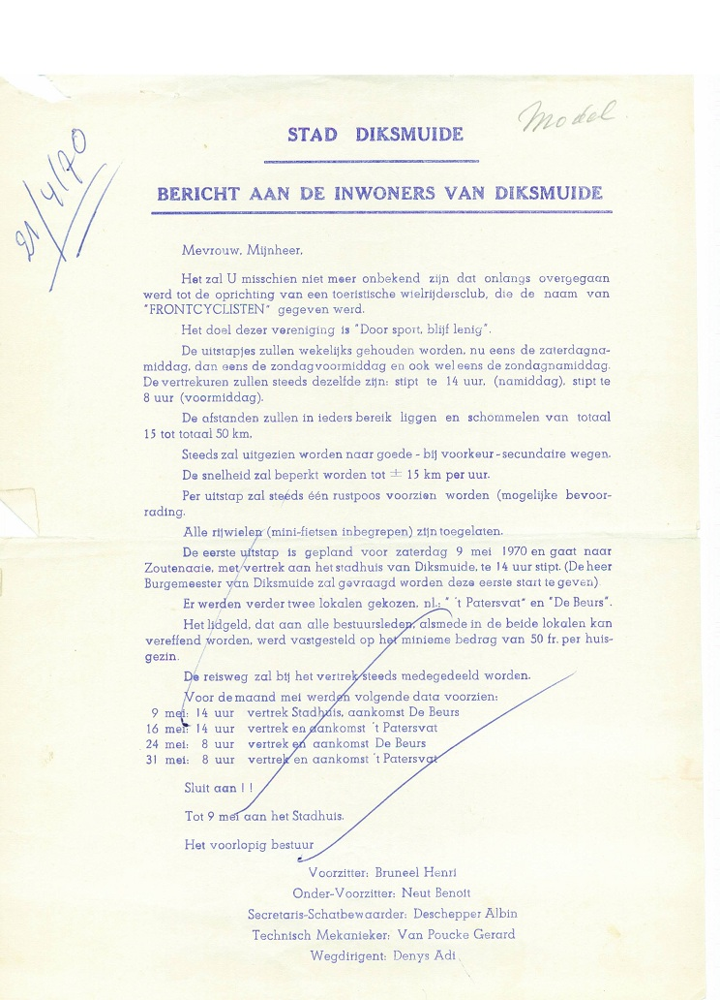 Model.
21/4/70
STAD DIKSMUIDE
BERICHT AAN DE INWONERS VAN DIKSMUIDE
Mevrouw, Mijnheer,
Het zal U misschien niet meer onbekend zijn dat onlangs overgegaan
werd tot de oprichting van een toeristische wielrijdersclub, die de naam van
"FRONTCYCLISTEN" gegeven werd.
Het doel dezer vereniging is "Door sport, blijf lenig".
De uitstapjes zullen wekelijks gehouden worden, nu eens de zaterdagna-
middag, dan eens de zondagvoormiddag en ook wel eens de zondagnamiddag.
De vertrekuren zullen steeds dezelfde zijn: stipt te 14 uur, (namiddag), stipt te
8 uur (voormiddag).
De afstanden zullen in ieders bereik liggen en schommelen van totaal
15 tot totaal 50 km.
Steeds zal uitgezien worden naar goede - bij voorkeur - secundaire wegen.
De snelheid zal beperkt worden tot ± 15 km per uur.
Per uitstap zal steeds één rustpoos voorzien worden (mogelijke bevoor-
rading.
Alle rijwielen (mini-fietsen inbegrepen) zijn toegelaten.
De eerste uitstap is gepland voor zaterdag 9 mei 1970 en gaat naar
Zoutenaaie, met vertrek aan het stadhuis van Diksmuide, te 14 uur stipt. (De heer
Burgemeester van Diksmuide zal gevraagd worden deze eerste start te geven)
Er werden verder twee lokalen gekozen, nl.: " 't Patersvat" en "De Beurs".
Het lidgeld, dat aan alle bestuursleden, alsmede in de beide lokalen kan
vereffend worden, werd vastgesteld op het minieme bedrag van 50 fr. per huis-
gezin.
De reisweg zal bij het vertrek steeds medegedeeld worden.
Voor de maand mei werden volgende data voorzien:
9 mei: 14 uur vertrek Stadhuis, aankomst De Beurs
16 mei: 14 uur vertrek en aankomst 't Patersvat
24 mei: 8 uur vertrek en aankomst De Beurs
31 mei: 8 uur vertrek en aankomst 't Patersvat
Sluit aan ! !
Tot 9 mei aan het Stadhuis.
Het voorlopig bestuur
Voorzitter: Bruneel Henri
Onder-Voorzitter: Neut Benoit
Secretaris-Schatbewaarder: Deschepper Albin
Technisch Mekanieker: Van Poucke Gerard
Wegdirigent: Denys Adi